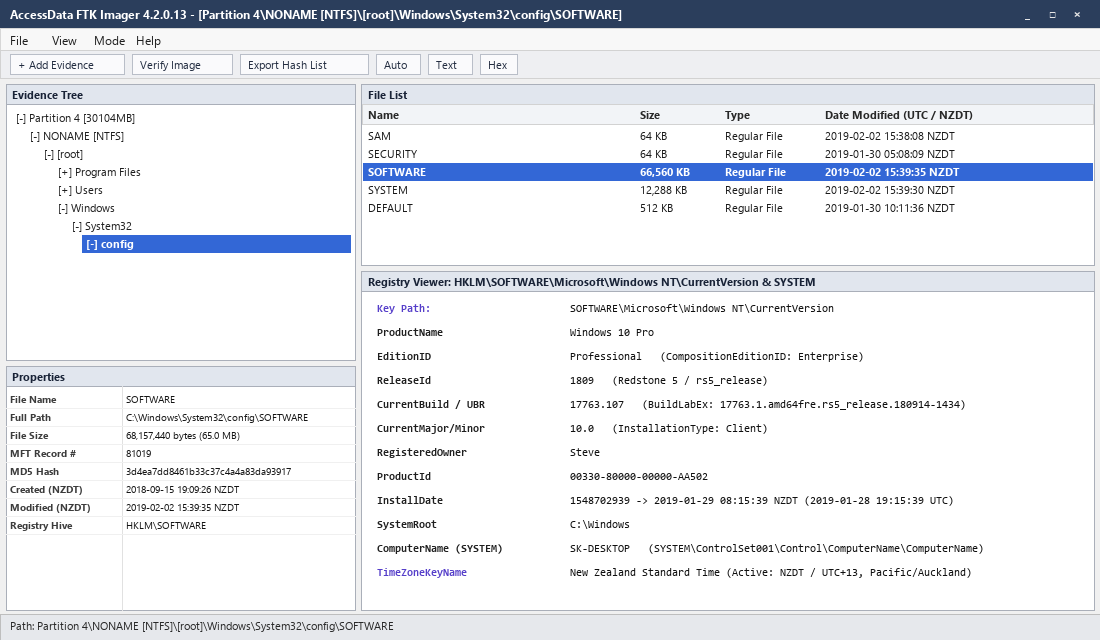 AccessData FTK Imager 4.2.0.13 - [Partition 4\NONAME [NTFS]\[root]\Windows\System32\config\SOFTWARE]
File View Mode Help
+ Add Evidence Verify Image Export Hash List Auto Text Hex
Evidence Tree
[-] Partition 4 [30104MB]
[-] NONAME [NTFS]
[-] [root]
[+] Program Files
[+] Users
[-] Windows
[-] System32
[-] config
Properties
File Name SOFTWARE
Full Path C:\Windows\System32\config\SOFTWARE
File Size 68,157,440 bytes (65.0 MB)
MFT Record # 81019
MD5 Hash 3d4ea7dd8461b33c37c4a4a83da93917
Created (NZDT) 2018-09-15 19:09:26 NZDT
Modified (NZDT) 2019-02-02 15:39:35 NZDT
Registry Hive HKLM\SOFTWARE
File List
Name Size Type Date Modified (UTC / NZDT)
SAM 64 KB Regular File 2019-02-02 15:38:08 NZDT
SECURITY 64 KB Regular File 2019-01-30 05:08:09 NZDT
SOFTWARE 66,560 KB Regular File 2019-02-02 15:39:35 NZDT
SYSTEM 12,288 KB Regular File 2019-02-02 15:39:30 NZDT
DEFAULT 512 KB Regular File 2019-01-30 10:11:36 NZDT
Registry Viewer: HKLM\SOFTWARE\Microsoft\Windows NT\CurrentVersion & SYSTEM
Key Path: SOFTWARE\Microsoft\Windows NT\CurrentVersion
ProductName Windows 10 Pro
EditionID Professional (CompositionEditionID: Enterprise)
ReleaseId 1809 (Redstone 5 / rs5_release)
CurrentBuild / UBR 17763.107 (BuildLabEx: 17763.1.amd64fre.rs5_release.180914-1434)
CurrentMajor/Minor 10.0 (InstallationType: Client)
RegisteredOwner Steve
ProductId 00330-80000-00000-AA502
InstallDate 1548702939 -> 2019-01-29 08:15:39 NZDT (2019-01-28 19:15:39 UTC)
SystemRoot C:\Windows
ComputerName (SYSTEM) SK-DESKTOP (SYSTEM\ControlSet001\Control\ComputerName\ComputerName)
TimeZoneKeyName New Zealand Standard Time (Active: NZDT / UTC+13, Pacific/Auckland)
Path: Partition 4\NONAME [NTFS]\[root]\Windows\System32\config\SOFTWARE